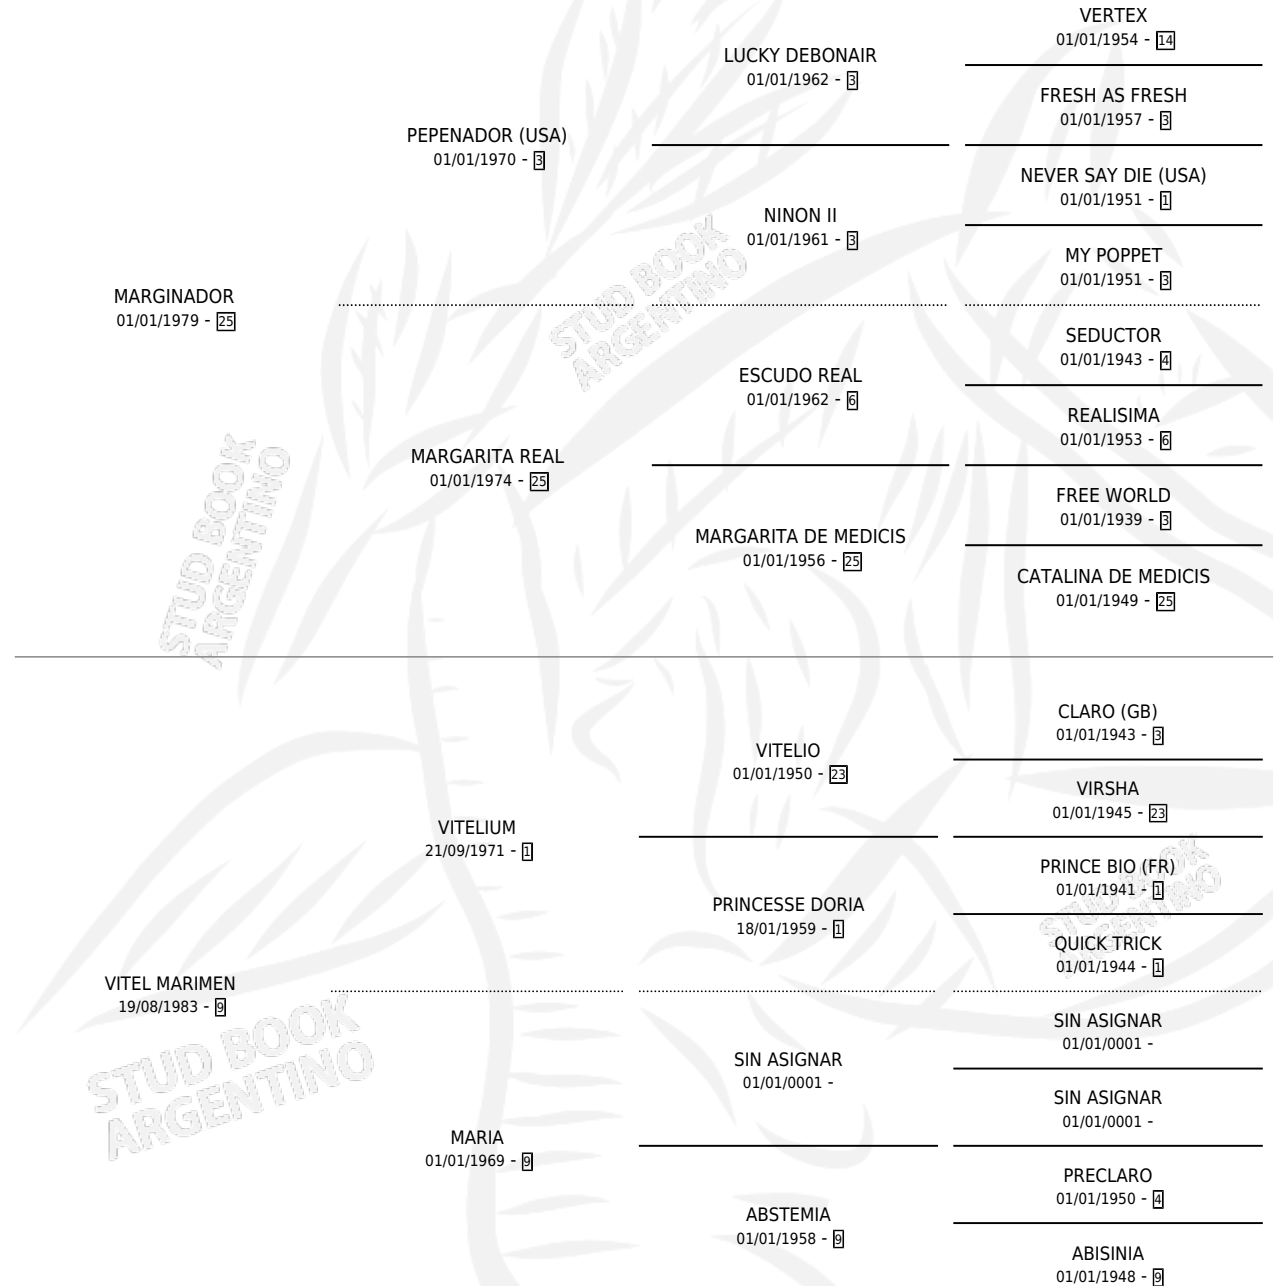 VERTEX
01/01/1954 - 14
LUCKY DEBONAIR
01/01/1962 - 3
FRESH AS FRESH
01/01/1957 - 3
PEPENADOR (USA)
01/01/1970 - 3
NEVER SAY DIE (USA)
01/01/1951 - 1
NINON II
01/01/1961 - 3
MY POPPET
01/01/1951 - 3
MARGINADOR
01/01/1979 - 25
SEDUCTOR
01/01/1943 - 4
ESCUDO REAL
01/01/1962 - 6
REALISIMA
01/01/1953 - 6
MARGARITA REAL
01/01/1974 - 25
FREE WORLD
01/01/1939 - 3
MARGARITA DE MEDICIS
01/01/1956 - 25
CATALINA DE MEDICIS
01/01/1949 - 25
STUD BOOK
ARGENTINO
STUD BOOK
ARGENTINO
CLARO (GB)
01/01/1943 - 3
VITELIO
01/01/1950 - 23
VIRSHA
01/01/1945 - 23
VITELIUM
21/09/1971 - 1
PRINCE BIO (FR)
01/01/1941 - 1
PRINCESSE DORIA
18/01/1959 - 1
QUICK TRICK
01/01/1944 - 1
VITEL MARIMEN
19/08/1983 - 9
SIN ASIGNAR
01/01/0001 -
SIN ASIGNAR
01/01/0001 -
SIN ASIGNAR
01/01/0001 -
MARIA
01/01/1969 - 9
PRECLARO
01/01/1950 - 4
ABSTEMIA
01/01/1958 - 9
ABISINIA
01/01/1948 - 9
STUD BOOK
ARGENTINO
STUD BOOK
ARGENTINO